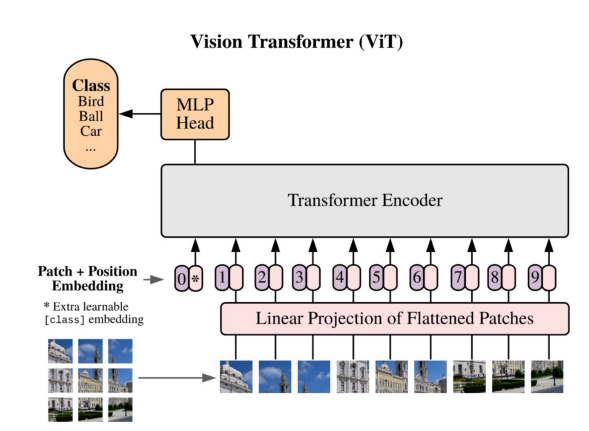 Vision Transformer (ViT)
Class
Bird
Ball
Car
...
MLP
Head
Transformer Encoder
Patch + Position
Embedding
0 * 1 2 3 4 5 6 7 8 9
* Extra learnable
[class] embedding
Linear Projection of Flattened Patches